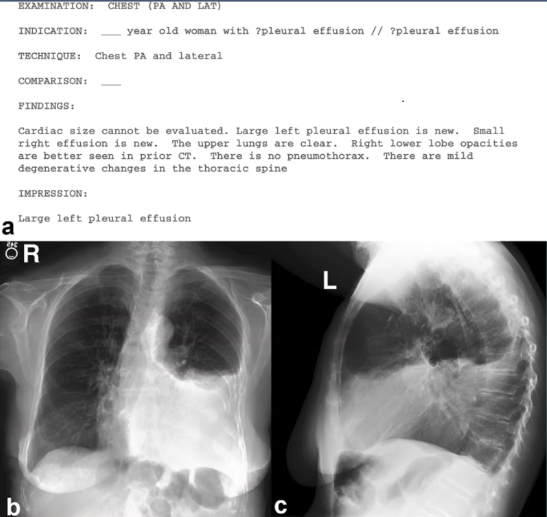 EXAMINATION: CHEST (PA AND LAT)
INDICATION: ___ year old woman with ?pleural effusion // ?pleural effusion
TECHNIQUE: Chest PA and lateral
COMPARISON: ___
FINDINGS:
Cardiac size cannot be evaluated. Large left pleural effusion is new. Small
right effusion is new. The upper lungs are clear. Right lower lobe opacities
are better seen in prior CT. There is no pneumothorax. There are mild
degenerative changes in the thoracic spine
IMPRESSION:
Large left pleural effusion
a
R
L
b
c